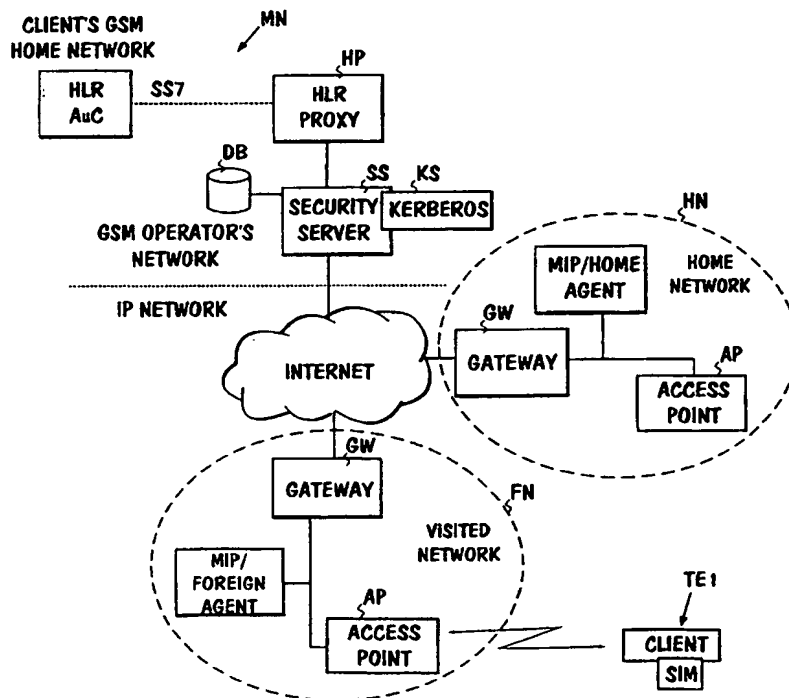 CLIENT'S GSM
HOME NETWORK
MN
HLR
AuC
SS7
HP
HLR
PROXY
DB
SS
KS
SECURITY
SERVER
KERBEROS
GSM OPERATOR'S
NETWORK
IP NETWORK
HN
MIP/HOME
AGENT
HOME
NETWORK
GW
GATEWAY
AP
ACCESS
POINT
INTERNET
GW
GATEWAY
FN
VISITED
NETWORK
MIP/
FOREIGN
AGENT
AP
ACCESS
POINT
TE1
CLIENT
SIM